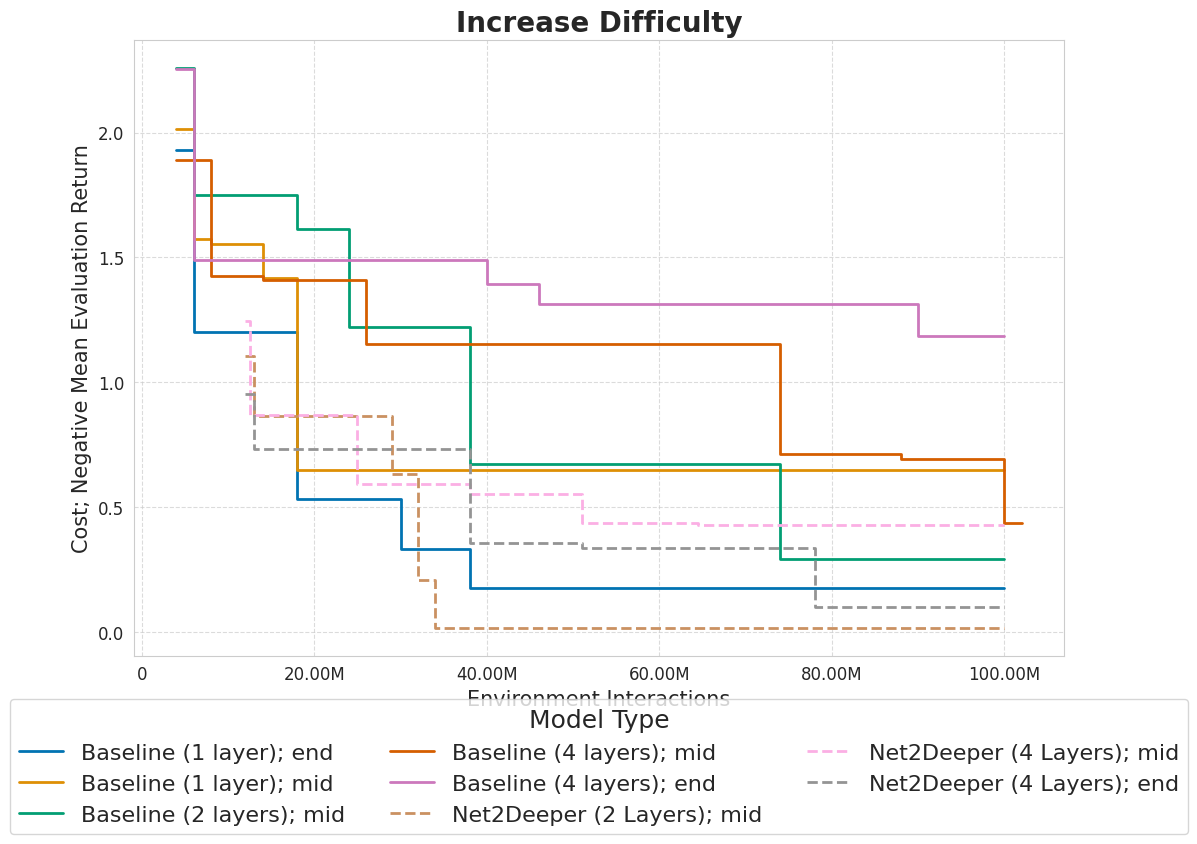 Increase Difficulty
Cost; Negative Mean Evaluation Return
2.0
1.5
1.0
0.5
0.0
0
20.00M
40.00M
60.00M
80.00M
100.00M
Environment Interactions
Model Type
Baseline (1 layer); end
Baseline (1 layer); mid
Baseline (2 layers); mid
Baseline (4 layers); mid
Baseline (4 layers); end
Net2Deeper (2 Layers); mid
Net2Deeper (4 Layers); mid
Net2Deeper (4 Layers); end